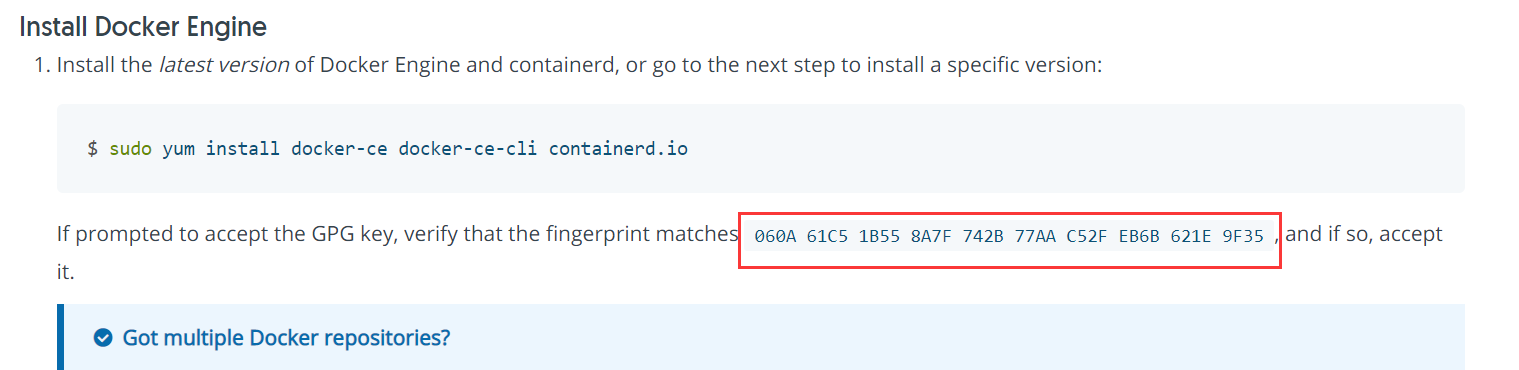 Install Docker Engine
1. Install the latest version of Docker Engine and containerd, or go to the next step to install a specific version:
$ sudo yum install docker-ce docker-ce-cli containerd.io
If prompted to accept the GPG key, verify that the fingerprint matches 060A 61C5 1B55 8A7F 742B 77AA C52F EB6B 621E 9F35 , and if so, accept
it.
Got multiple Docker repositories?